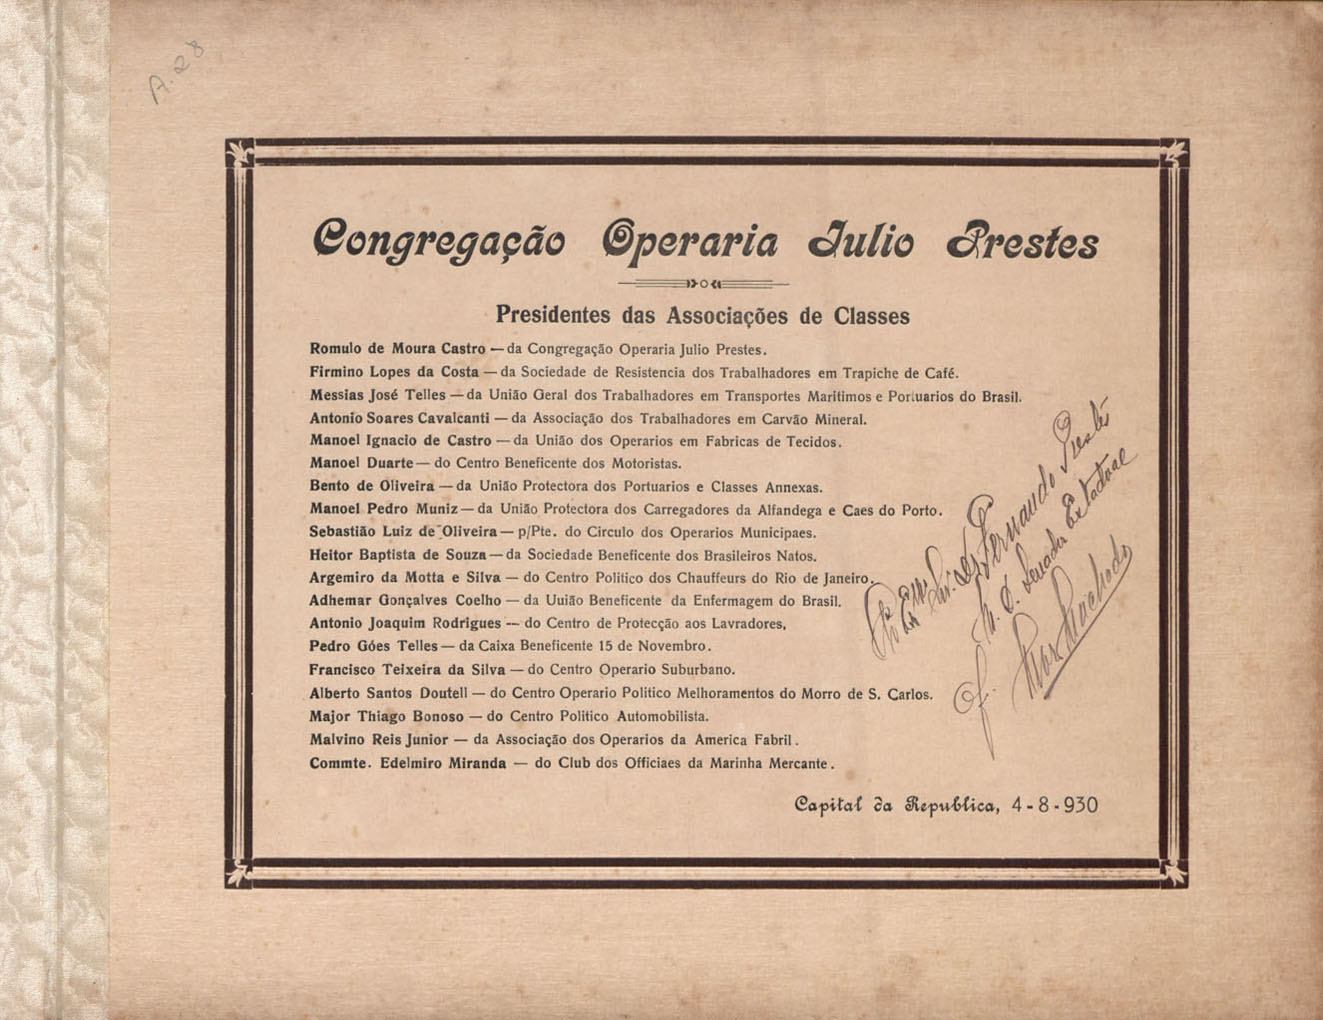 A.28
Congregação Operaria Julio Prestes
Presidentes das Associações de Classes
Romulo de Moura Castro — da Congregação Operaria Julio Prestes.
Firmino Lopes da Costa — da Sociedade de Resistencia dos Trabalhadores em Trapiche de Café.
Messias José Telles — da União Geral dos Trabalhadores em Transportes Maritimos e Portuarios do Brasil.
Antonio Soares Cavalcanti — da Associação dos Trabalhadores em Carvão Mineral.
Manoel Ignacio de Castro — da União dos Operarios em Fabricas de Tecidos.
Manoel Duarte — do Centro Beneficente dos Motoristas.
Bento de Oliveira — da União Protectora dos Portuarios e Classes Annexas.
Manoel Pedro Muniz — da União Protectora dos Carregadores da Alfandega e Caes do Porto.
Sebastião Luiz de Oliveira — p/Pte. do Circulo dos Operarios Municipaes.
Heitor Baptista de Souza — da Sociedade Beneficente dos Brasileiros Natos.
Argemiro da Motta e Silva — do Centro Politico dos Chauffeurs do Rio de Janeiro.
Adhemar Gonçalves Coelho — da Uuião Beneficente da Enfermagem do Brasil.
Antonio Joaquim Rodrigues — do Centro de Protecção aos Lavradores,
Pedro Góes Telles — da Caixa Beneficente 15 de Novembro.
Francisco Teixeira da Silva — do Centro Operario Suburbano.
Alberto Santos Doutell — do Centro Operario Politico Melhoramentos do Morro de S. Carlos.
Major Thiago Bonoso — do Centro Politico Automobilista.
Malvino Reis Junior — da Associação dos Operarios da America Fabril.
Commte. Edelmiro Miranda — do Club dos Officiaes da Marinha Mercante.
Capital da Republica, 4-8-930
Ao Exmo Snr. Dr Fernando Prestes
M. D. Senador Estadoal
Of.